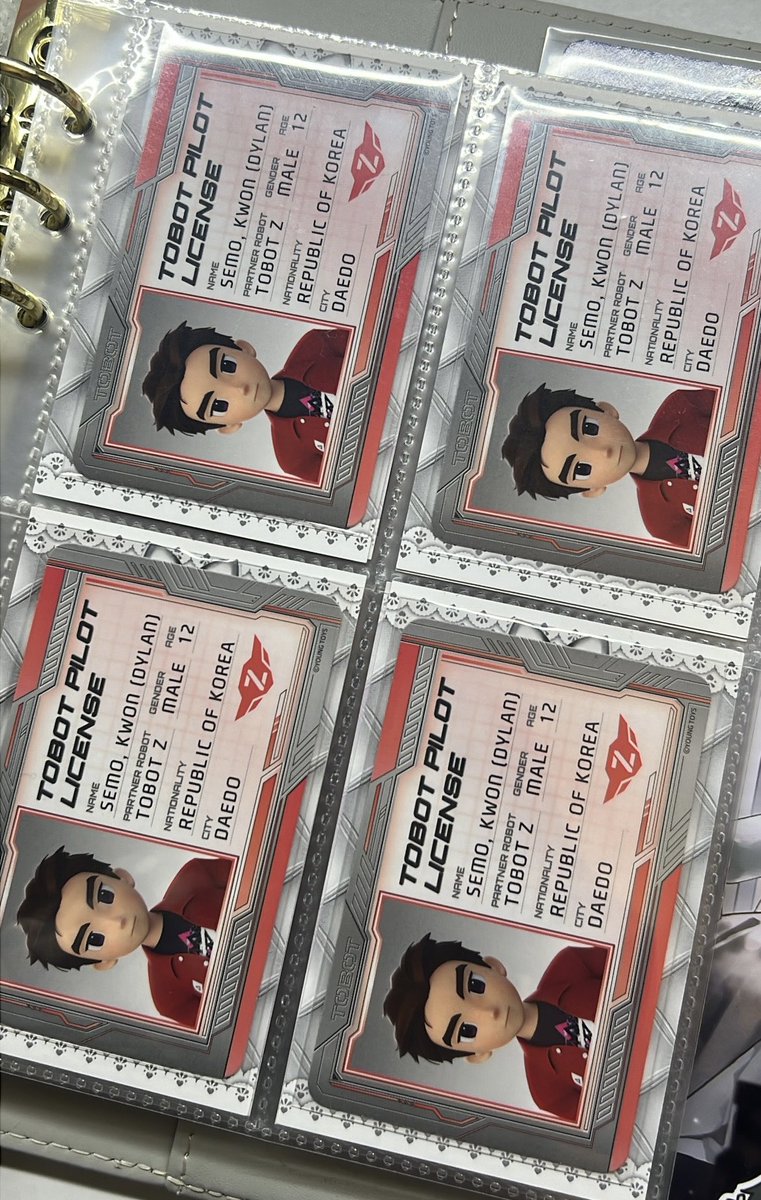 TOBOT PILOT
LICENSE
NAME
SEMO, KWON (DYLAN)
PARTNER ROBOT GENDER AGE
TOBOT Z MALE 12
NATIONALITY
REPUBLIC OF KOREA
CITY
DAEDO
Z
TOBOT
©YOUNG TOYS
TOBOT PILOT
LICENSE
NAME
SEMO, KWON (DYLAN)
PARTNER ROBOT GENDER AGE
TOBOT Z MALE 12
NATIONALITY
REPUBLIC OF KOREA
CITY
DAEDO
Z
TOBOT
TOBOT PILOT
LICENSE
NAME
SEMO, KWON (DYLAN)
PARTNER ROBOT GENDER AGE
TOBOT Z MALE 12
NATIONALITY
REPUBLIC OF KOREA
CITY
DAEDO
Z
©YOUNG TOYS
TOBOT PILOT
LICENSE
NAME
SEMO, KWON (DYLAN)
PARTNER ROBOT GENDER AGE
TOBOT Z MALE 12
NATIONALITY
REPUBLIC OF KOREA
CITY
DAEDO
Z
TOBOT
©YOUNG TOYS